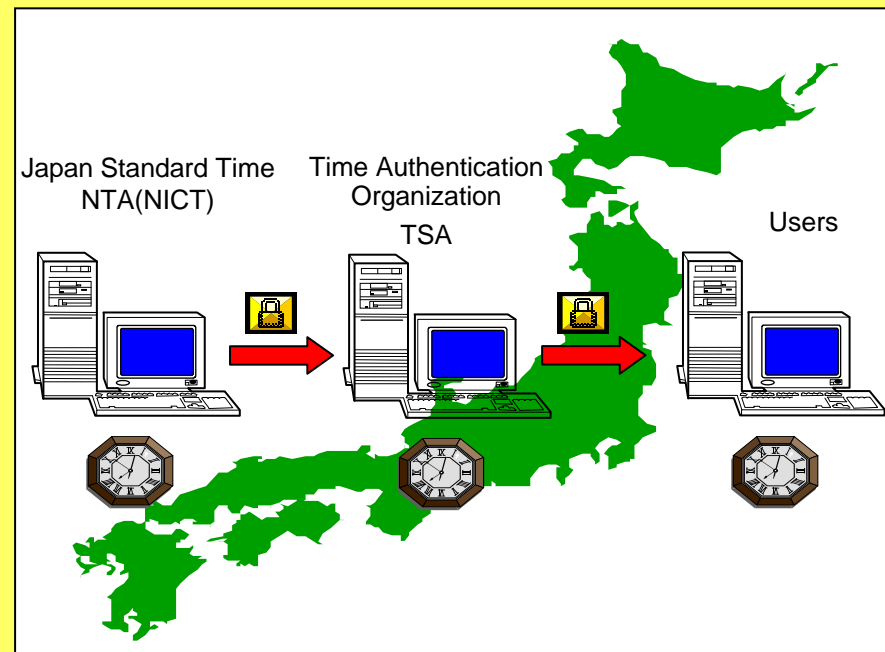 Japan Standard Time
NTA(NICT)
Time Authentication
Organization
TSA
Users